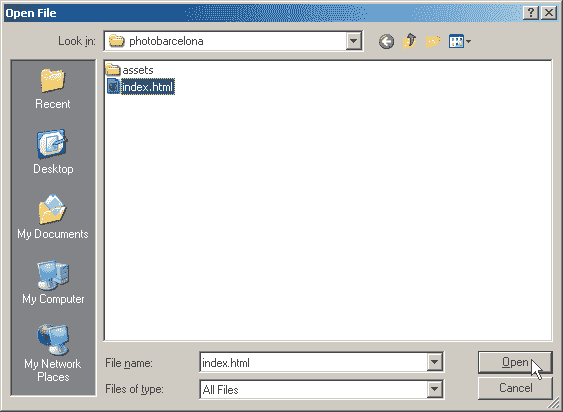 Open File
Look in: photobarcelona
Recent
Desktop
My Documents
My Computer
My Network
Places
assets
index.html
File name: index.html
Files of type: All Files
Open
Cancel